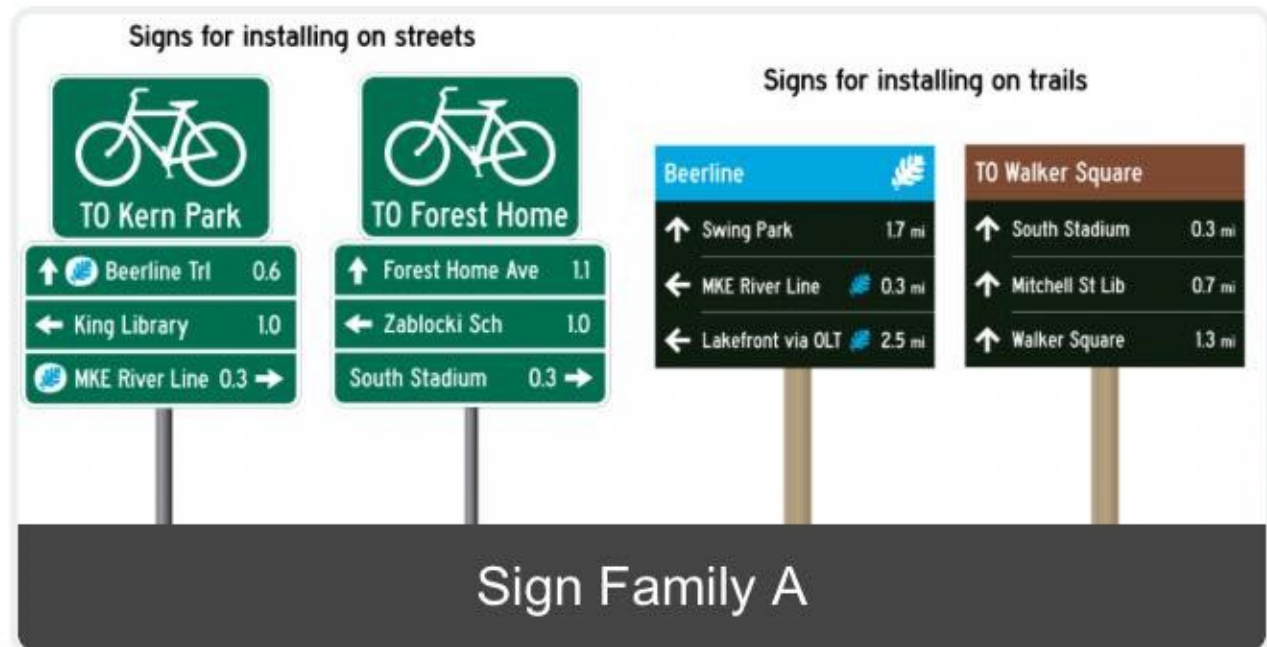 Signs for installing on streets
TO Kern Park
Beerline Trl 0.6
King Library 1.0
MKE River Line 0.3
TO Forest Home
Forest Home Ave 1.1
Zablocki Sch 1.0
South Stadium 0.3
Signs for installing on trails
Beerline
Swing Park 1.7 mi
MKE River Line 0.3 mi
Lakefront via OLT 2.5 mi
TO Walker Square
South Stadium 0.3 mi
Mitchell St Lib 0.7 mi
Walker Square 1.3 mi
Sign Family A